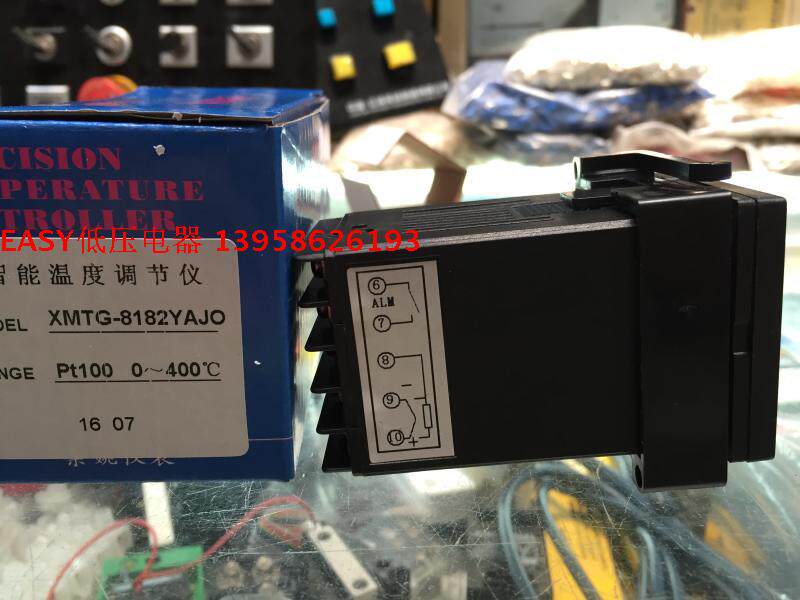 CISION
PERATURE
TROLLER
EASY低压电器 13958626193
智能温度调节仪
DEL XMTG-8182YAJO
NGE Pt100 0～400℃
16 07
6
ALM
7
8
9
10